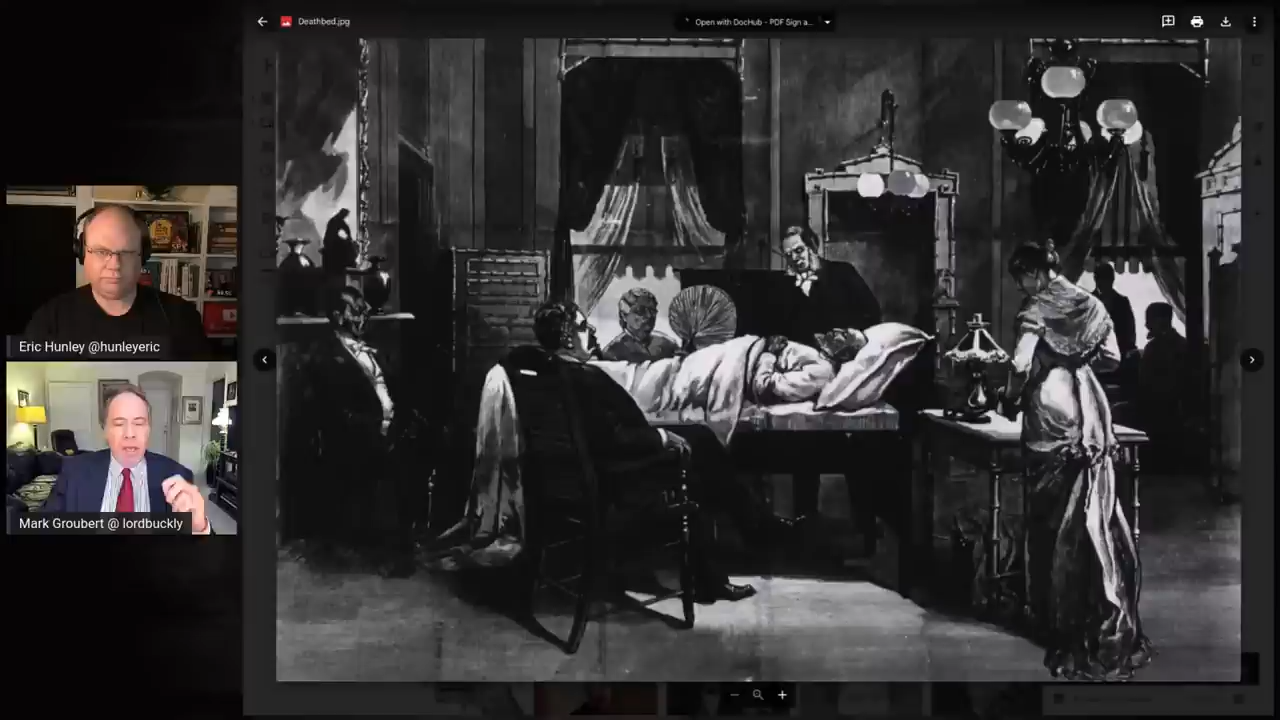 Deathbed.jpg
Open with DocHub - PDF Sign a...
Eric Hunley @hunleyeric
Mark Groubert @ lordbuckly